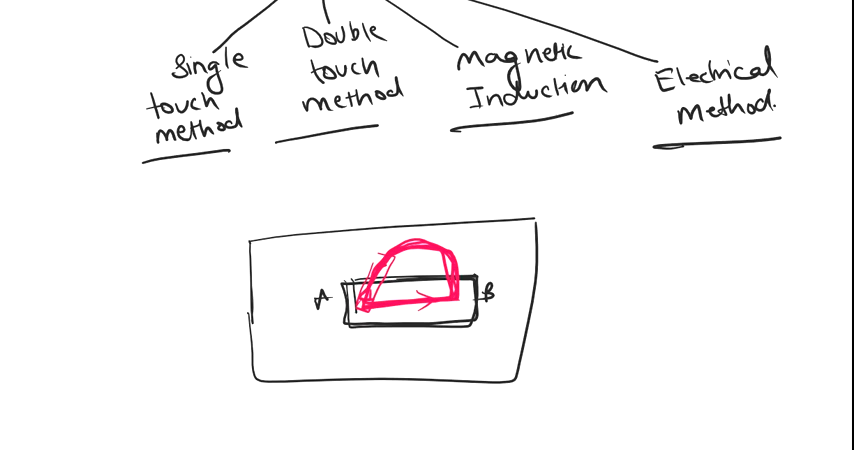 Single
touch
method
Double
touch
method
Magnetic
Induction
Electrical
Method.
A
B